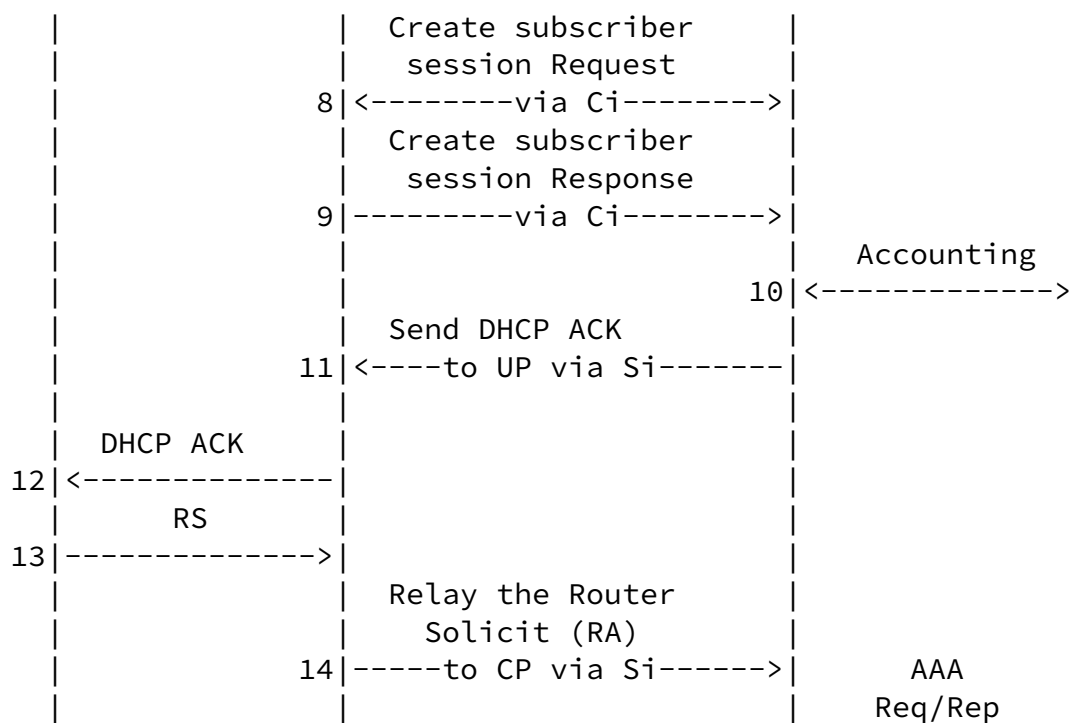 Create subscriber
session Request
8|<--------via Ci-------->|
Create subscriber
session Response
9|---------via Ci-------->|
Accounting
10|<------------->
Send DHCP ACK
11|<----to UP via Si-------|
DHCP ACK
12|<--------------|
RS
13|-------------->|
Relay the Router
Solicit (RA)
14|-----to CP via Si------>| AAA
Req/Rep